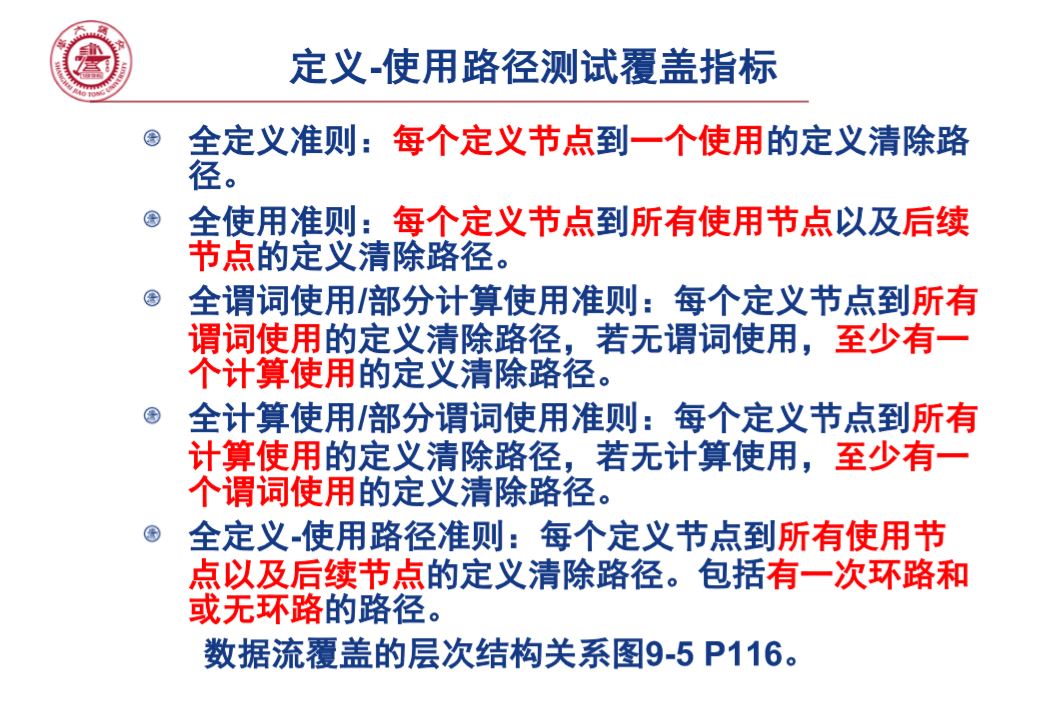 定义-使用路径测试覆盖指标
全定义准则：每个定义节点到一个使用的定义清除路
径。
全使用准则：每个定义节点到所有使用节点以及后续
节点的定义清除路径。
全谓词使用/部分计算使用准则：每个定义节点到所有
谓词使用的定义清除路径，若无谓词使用，至少有一
个计算使用的定义清除路径。
全计算使用/部分谓词使用准则：每个定义节点到所有
计算使用的定义清除路径，若无计算使用，至少有一
个谓词使用的定义清除路径。
全定义-使用路径准则：每个定义节点到所有使用节
点以及后续节点的定义清除路径。包括有一次环路和
或无环路的路径。
数据流覆盖的层次结构关系图9-5 P116。